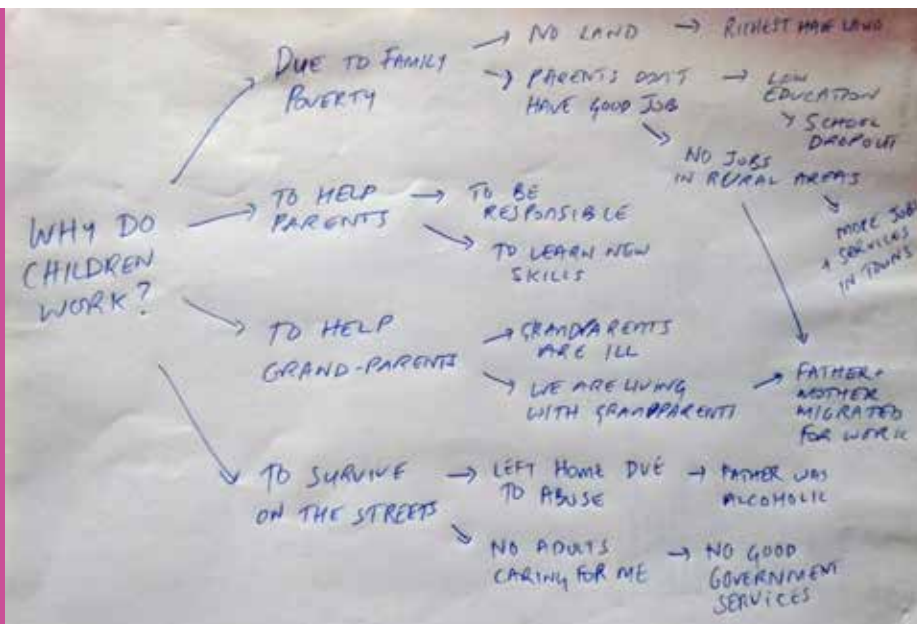 WHY DO
CHILDREN
WORK?
DUE TO FAMILY
POVERTY
NO LAND
RICHEST HAVE LAND
PARENTS DON'T
HAVE GOOD JOB
LOW
EDUCATION
SCHOOL
DROPOUT
NO JOBS
IN RURAL AREAS
MORE JOBS
+ SERVICES
IN TOWNS
TO HELP
PARENTS
TO BE
RESPONSIBLE
TO LEARN NEW
SKILLS
TO HELP
GRAND-PARENTS
GRANDPARENTS
ARE ILL
WE ARE LIVING
WITH GRANDPARENTS
FATHER +
MOTHER
MIGRATED
FOR WORK
TO SURVIVE
ON THE STREETS
LEFT HOME DUE
TO ABUSE
FATHER WAS
ALCOHOLIC
NO ADULTS
CARING FOR ME
NO GOOD
GOVERNMENT
SERVICES